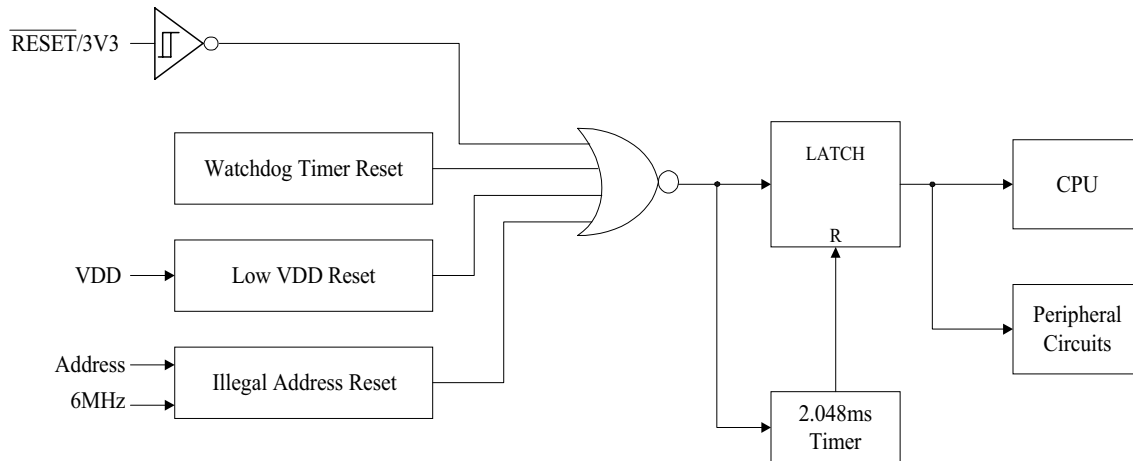 RESET/3V3
Watchdog Timer Reset
LATCH
CPU
R
VDD
Low VDD Reset
Peripheral
Circuits
Address
6MHz
Illegal Address Reset
2.048ms
Timer